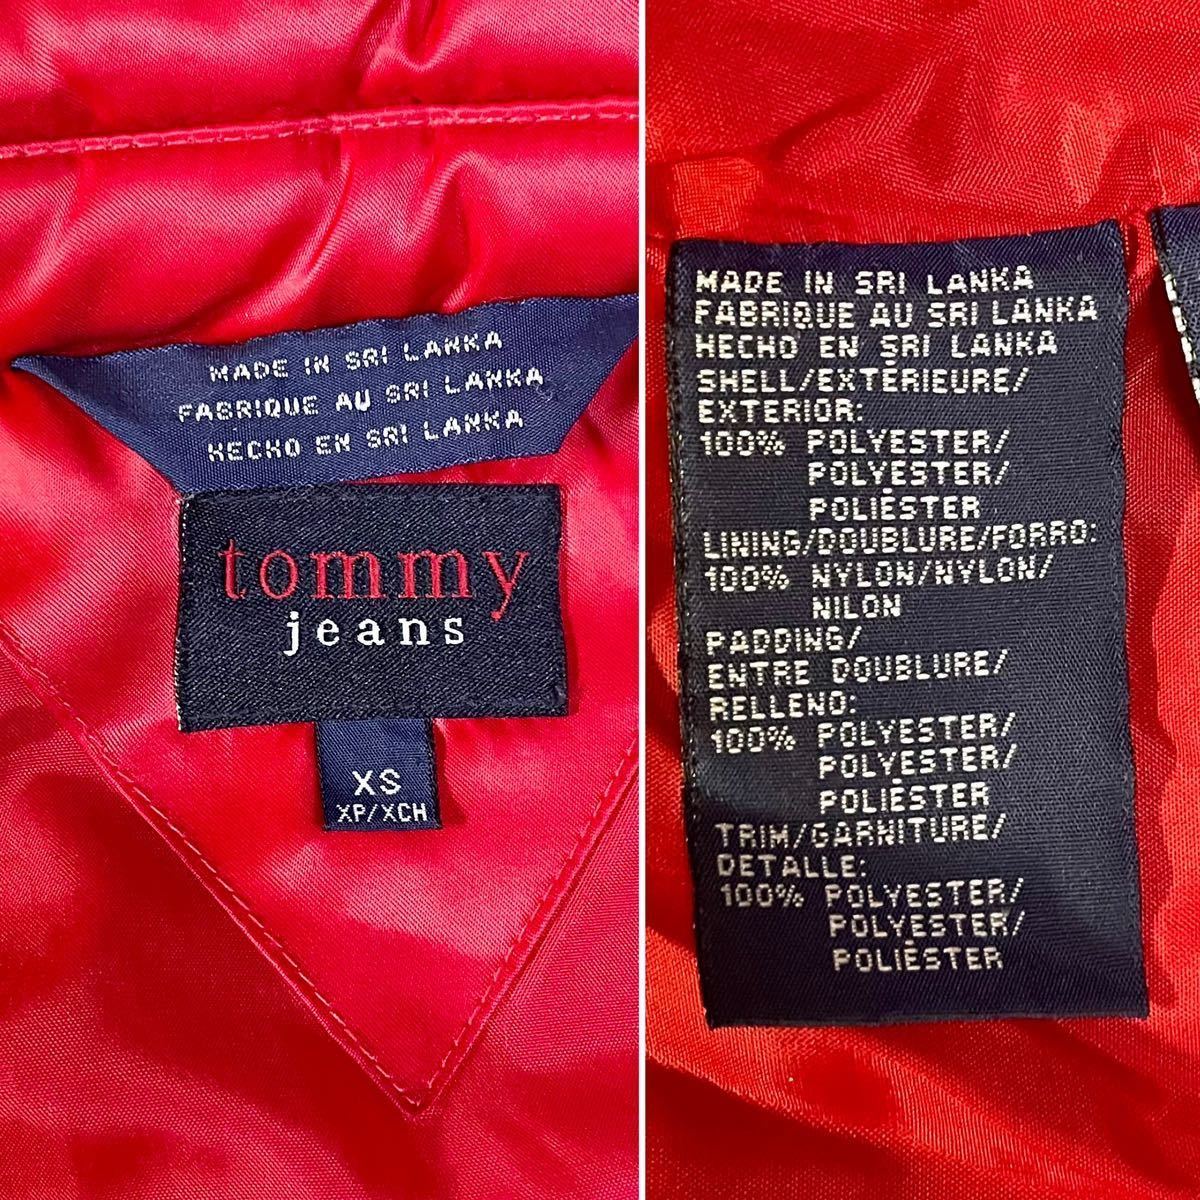 MADE IN SRI LANKA
FABRIQUE AU SRI LANKA
HECHO EN SRI LANKA
tommy
jeans
XS
XP/XCH
MADE IN SRI LANKA
FABRIQUE AU SRI LANKA
HECHO EN SRI LANKA
SHELL/EXTÉRIEURE/
EXTERIOR:
100% POLYESTER/
POLYESTER/
POLIÉSTER
LINING/DOUBLURE/FORRO:
100% NYLON/NYLON/
NILON
PADDING/
ENTRE DOUBLURE/
RELLENO:
100% POLYESTER/
POLYESTER/
POLIÉSTER
TRIM/GARNITURE/
DETALLE:
100% POLYESTER/
POLYESTER/
POLIÉSTER